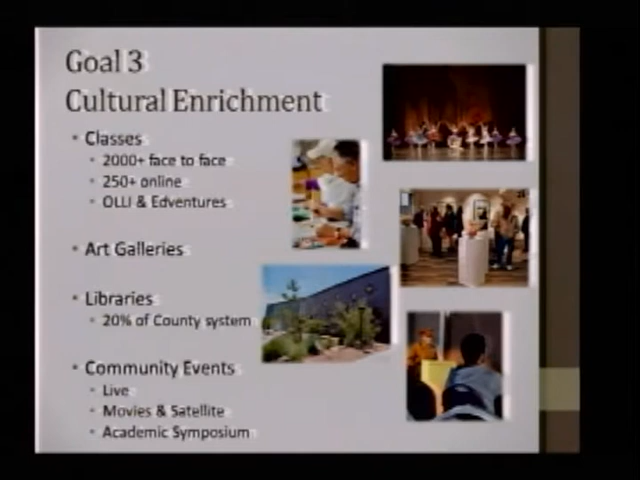 Goal 3
Cultural Enrichment
• Classes
• 2000+ face to face
• 250+ online
• OLLI & Edventures
• Art Galleries
• Libraries
• 20% of County system
• Community Events
• Live
• Movies & Satellite
• Academic Symposium